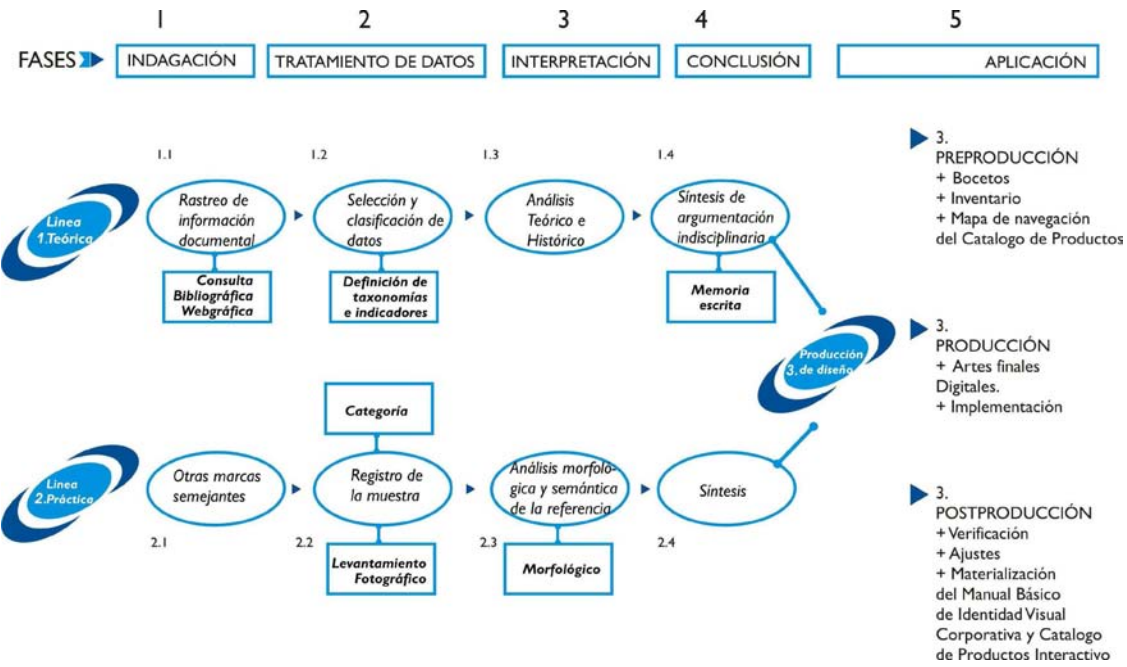 1
2
3
4
5
FASES
INDAGACIÓN
TRATAMIENTO DE DATOS
INTERPRETACIÓN
CONCLUSIÓN
APLICACIÓN
1.1
1.2
1.3
1.4
Linea
1.Teórica
Rastreo de
información
documental
Selección y
clasificación de
datos
Análisis
Teórico e
Histórico
Síntesis de
argumentación
indisciplinaria
Consulta
Bibliográfica
Webgráfica
Definición de
taxonomías
e indicadores
Memoria
escrita
Producción
3. de diseño
Categoría
Linea
2.Práctica
Otras marcas
semejantes
Registro de
la muestra
Análisis morfoló-
gica y semántica
de la referencia
Síntesis
2.1
2.2
2.3
2.4
Levantamiento
Fotográfico
Morfológico
3.
PREPRODUCCIÓN
+ Bocetos
+ Inventario
+ Mapa de navegación
del Catalogo de Productos
3.
PRODUCCIÓN
+ Artes finales
Digitales.
+ Implementación
3.
POSTPRODUCCIÓN
+ Verificación
+ Ajustes
+ Materialización
del Manual Básico
de Identidad Visual
Corporativa y Catalogo
de Productos Interactivo